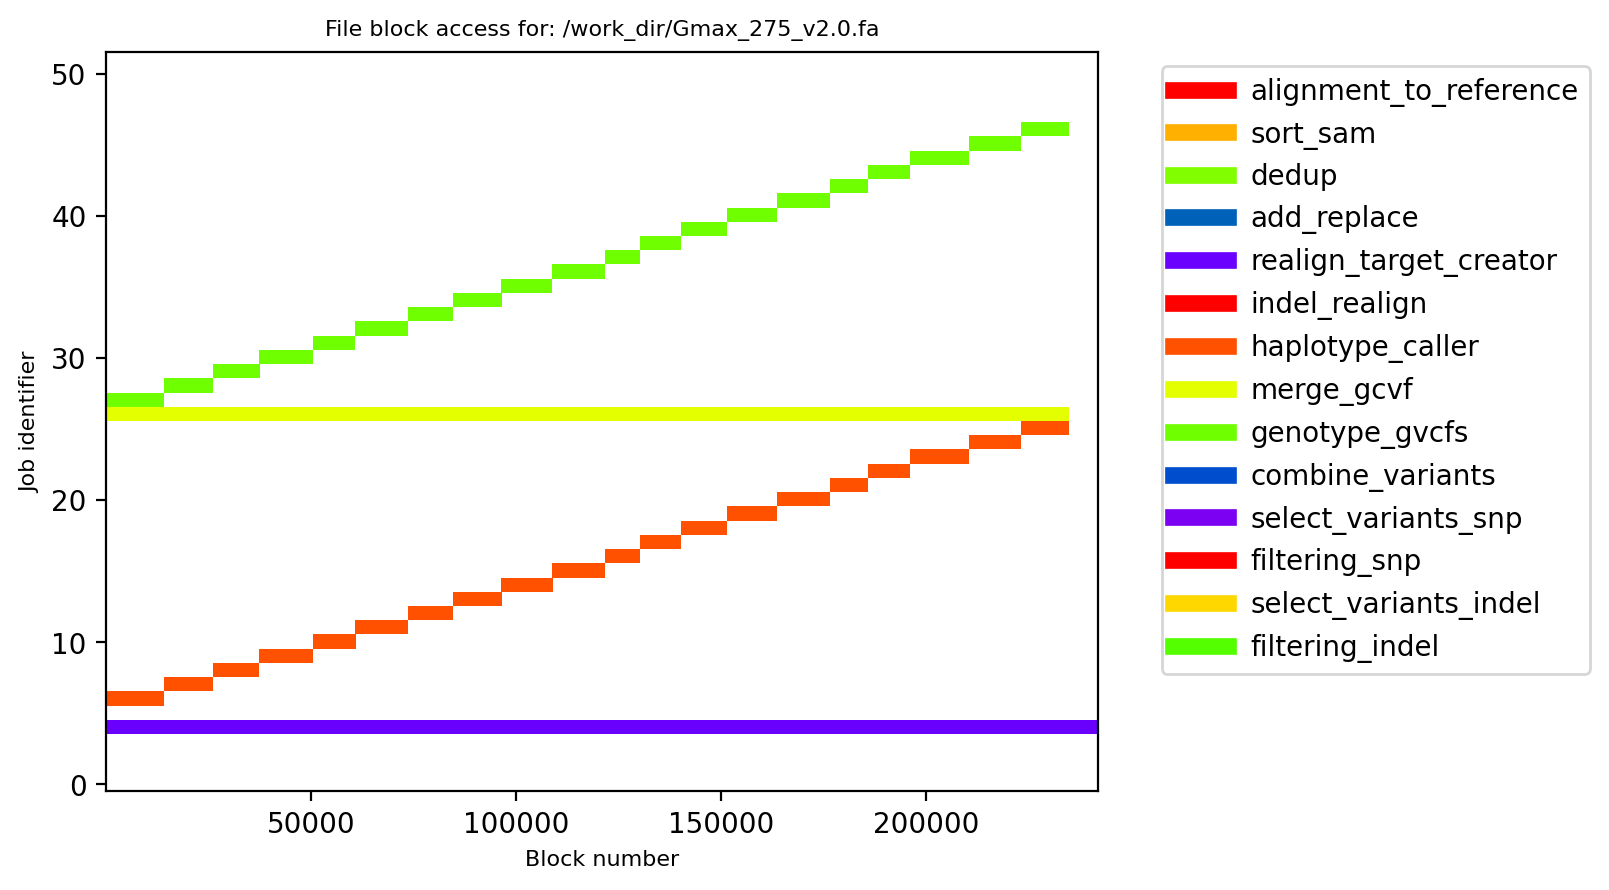 File block access for: /work_dir/Gmax_275_v2.0.fa
50
40
30
20
10
0
Job identifier
50000
100000
150000
200000
Block number
alignment_to_reference
sort_sam
dedup
add_replace
realign_target_creator
indel_realign
haplotype_caller
merge_gcvf
genotype_gvcfs
combine_variants
select_variants_snp
filtering_snp
select_variants_indel
filtering_indel